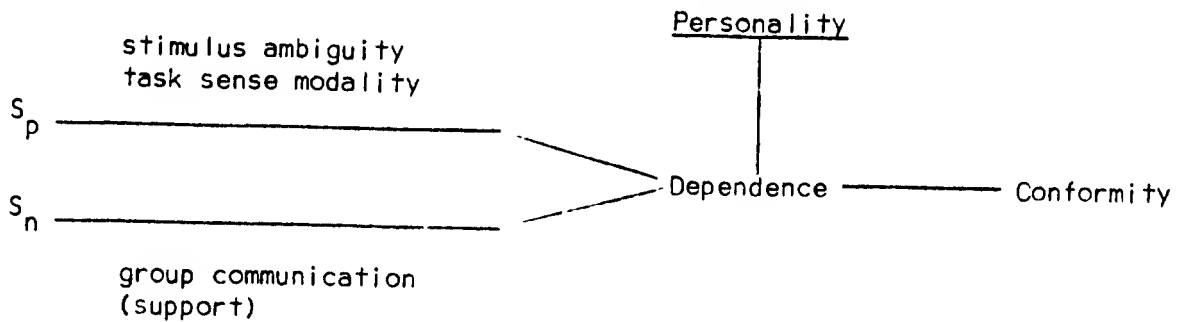 Personality
stimulus ambiguity
task sense modality
Sp
Dependence
Conformity
Sn
group communication
(support)